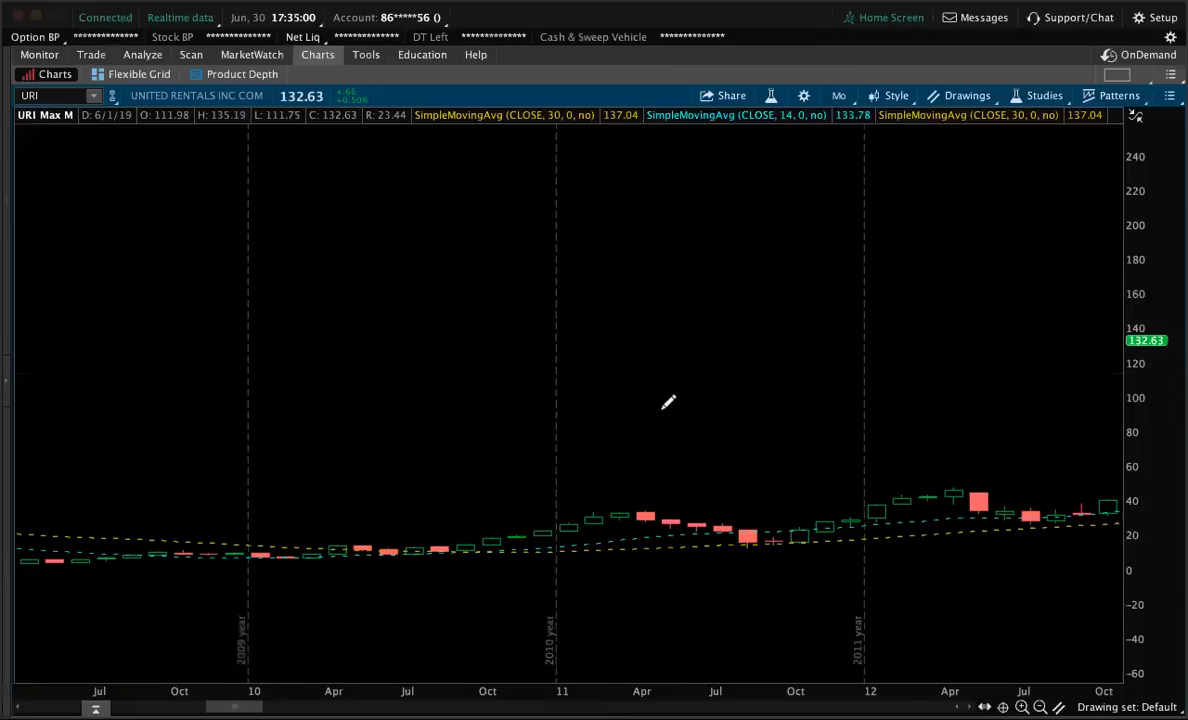 Connected Realtime data Jun, 30 17:35:00 Account: 86*****56 () Home Screen Messages Support/Chat Setup
Option BP ************** Stock BP ************** Net Liq ************** DT Left ************** Cash & Sweep Vehicle **************
Monitor Trade Analyze Scan MarketWatch Charts Tools Education Help OnDemand
Charts Flexible Grid Product Depth
URI UNITED RENTALS INC COM 132.63 +.66 +0.50% Share Mo Style Drawings Studies Patterns
URI Max M D: 6/1/19 O: 111.98 H: 135.19 L: 111.75 C: 132.63 R: 23.44 SimpleMovingAvg (CLOSE, 30, 0, no) 137.04 SimpleMovingAvg (CLOSE, 14, 0, no) 133.78 SimpleMovingAvg (CLOSE, 30, 0, no) 137.04
240
220
200
180
160
140
132.63
120
100
80
60
40
20
0
-20
-40
-60
2009 year 2010 year 2011 year
Jul Oct 10 Apr Jul Oct 11 Apr Jul Oct 12 Apr Jul Oct
Drawing set: Default